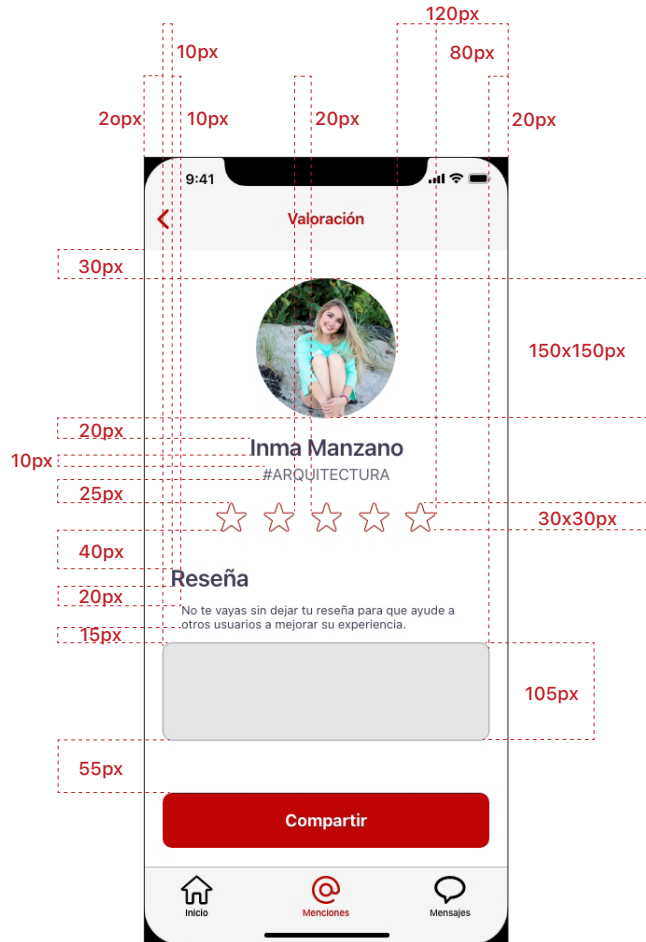 120px
10px
80px
2opx
10px
20px
20px
9:41
Valoración
30px
150x150px
20px
Inma Manzano
10px
#ARQUITECTURA
25px
30x30px
40px
Reseña
20px
No te vayas sin dejar tu reseña para que ayude a
otros usuarios a mejorar su experiencia.
15px
105px
55px
Compartir
Inicio
Menciones
Mensajes